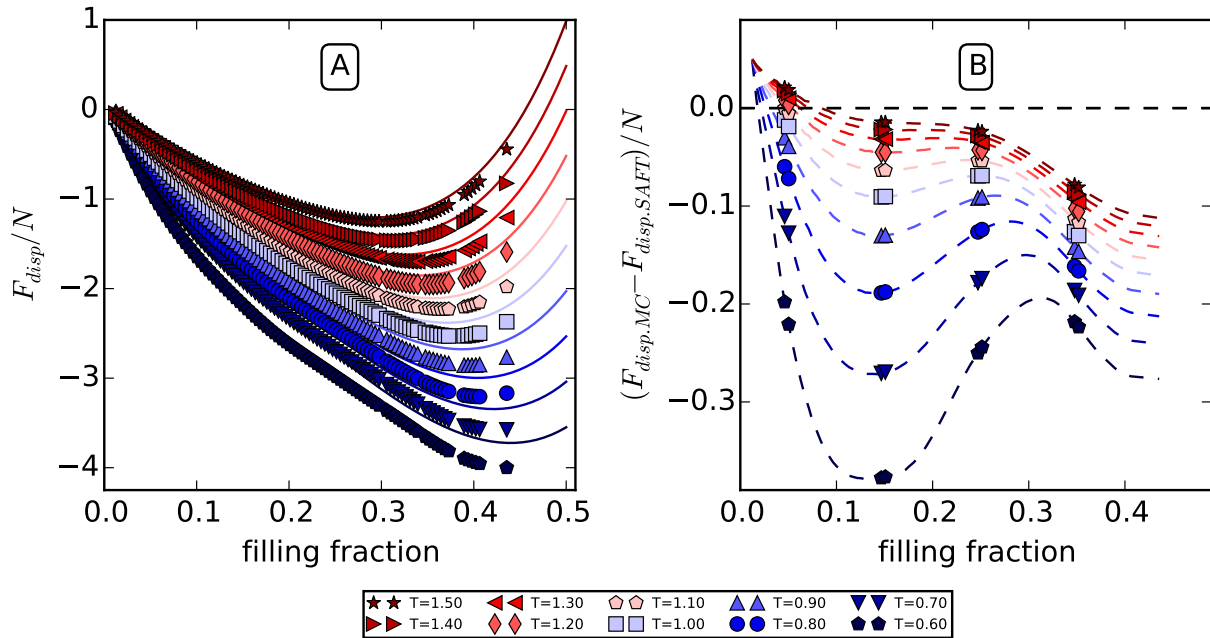 A
1
0
−1
−2
−3
−4
F_{disp}/N
0.0 0.1 0.2 0.3 0.4 0.5
filling fraction
B
0.0
−0.1
−0.2
−0.3
(F_{disp.MC} − F_{disp.SAFT})/N
0.0 0.1 0.2 0.3 0.4
filling fraction
T=1.50 T=1.30 T=1.10 T=0.90 T=0.70
T=1.40 T=1.20 T=1.00 T=0.80 T=0.60